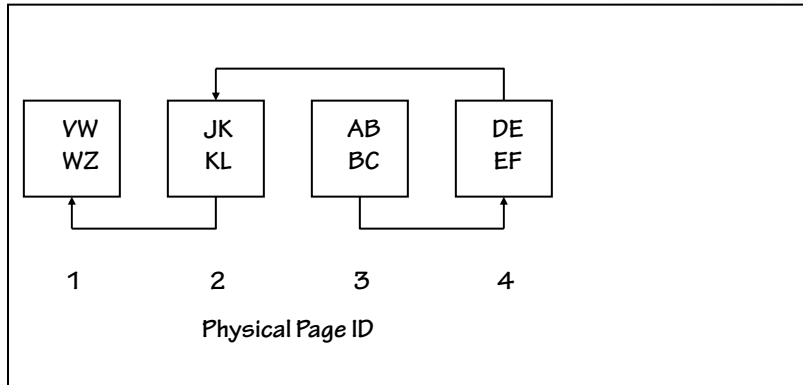 VW
WZ
JK
KL
AB
BC
DE
EF
1 2 3 4
Physical Page ID